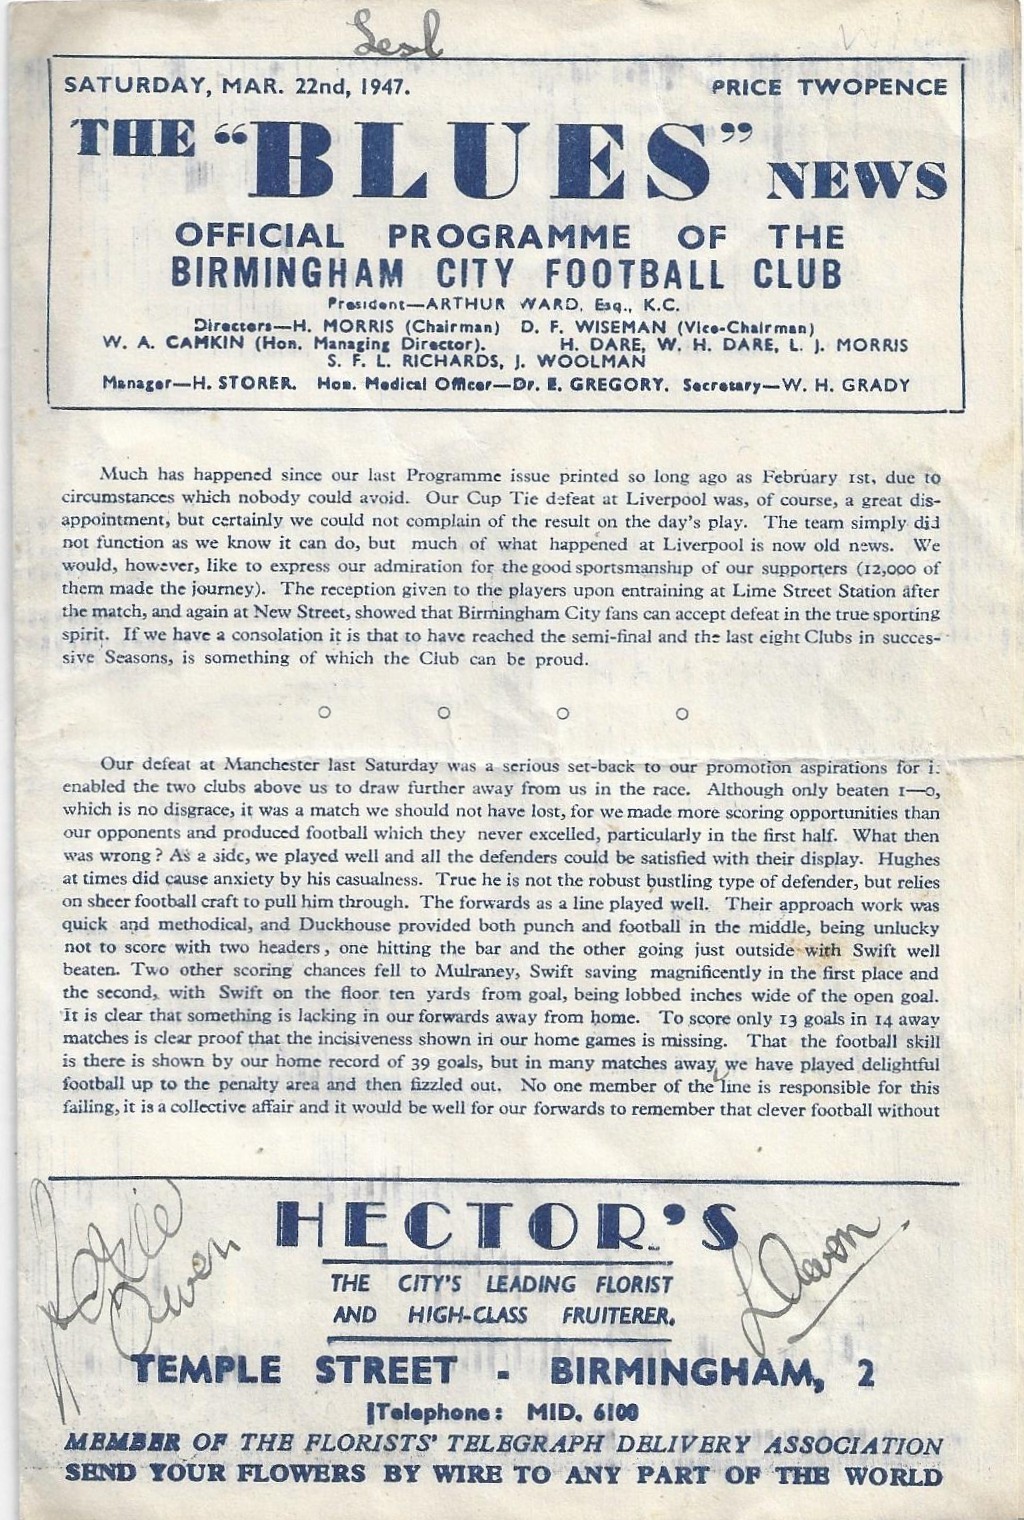 Lesl
SATURDAY, MAR. 22nd, 1947. PRICE TWOPENCE
THE "BLUES" NEWS
OFFICIAL PROGRAMME OF THE
BIRMINGHAM CITY FOOTBALL CLUB
President—ARTHUR WARD, Esq., K.C.
Directors—H. MORRIS (Chairman) D. F. WISEMAN (Vice-Chairman)
W. A. CAMKIN (Hon. Managing Director). H. DARE, W. H. DARE, L. J. MORRIS
S. F. L. RICHARDS, J. WOOLMAN
Manager—H. STORER. Hon. Medical Officer—Dr. E. GREGORY. Secretary—W. H. GRADY
Much has happened since our last Programme issue printed so long ago as February 1st, due to
circumstances which nobody could avoid. Our Cup Tie defeat at Liverpool was, of course, a great dis-
appointment, but certainly we could not complain of the result on the day's play. The team simply did
not function as we know it can do, but much of what happened at Liverpool is now old news. We
would, however, like to express our admiration for the good sportsmanship of our supporters (12,000 of
them made the journey). The reception given to the players upon entraining at Lime Street Station after
the match, and again at New Street, showed that Birmingham City fans can accept defeat in the true sporting
spirit. If we have a consolation it is that to have reached the semi-final and the last eight Clubs in succes-
sive Seasons, is something of which the Club can be proud.
Our defeat at Manchester last Saturday was a serious set-back to our promotion aspirations for i.
enabled the two clubs above us to draw further away from us in the race. Although only beaten 1—0,
which is no disgrace, it was a match we should not have lost, for we made more scoring opportunities than
our opponents and produced football which they never excelled, particularly in the first half. What then
was wrong? As a side, we played well and all the defenders could be satisfied with their display. Hughes
at times did cause anxiety by his casualness. True he is not the robust bustling type of defender, but relies
on sheer football craft to pull him through. The forwards as a line played well. Their approach work was
quick and methodical, and Duckhouse provided both punch and football in the middle, being unlucky
not to score with two headers, one hitting the bar and the other going just outside with Swift well
beaten. Two other scoring chances fell to Mulraney, Swift saving magnificently in the first place and
the second, with Swift on the floor ten yards from goal, being lobbed inches wide of the open goal.
It is clear that something is lacking in our forwards away from home. To score only 13 goals in 14 away
matches is clear proof that the incisiveness shown in our home games is missing. That the football skill
is there is shown by our home record of 39 goals, but in many matches away, we have played delightful
football up to the penalty area and then fizzled out. No one member of the line is responsible for this
failing, it is a collective affair and it would be well for our forwards to remember that clever football without
HECTOR'S
THE CITY'S LEADING FLORIST
AND HIGH-CLASS FRUITERER.
TEMPLE STREET - BIRMINGHAM, 2
Telephone: MID. 6100
MEMBER OF THE FLORISTS' TELEGRAPH DELIVERY ASSOCIATION
SEND YOUR FLOWERS BY WIRE TO ANY PART OF THE WORLD